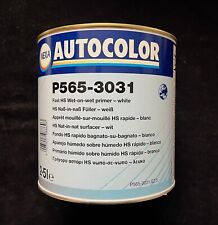 NEXA
AUTOCOLOR
P565-3031
Fast HS Wet-on-wet primer – white
HS Naß-in-naß Füller – weiß
Apprêt mouillé-sur-mouillé HS rapide – blanc
HS Nat-in-nat surfacer – wit
Fondo rapido bagnato-su-bagnato – bianco
Aparejo húmedo sobre húmedo HS rápido – blanco
Primário húmido sobre húmido HS rápido – branco
2·5l e